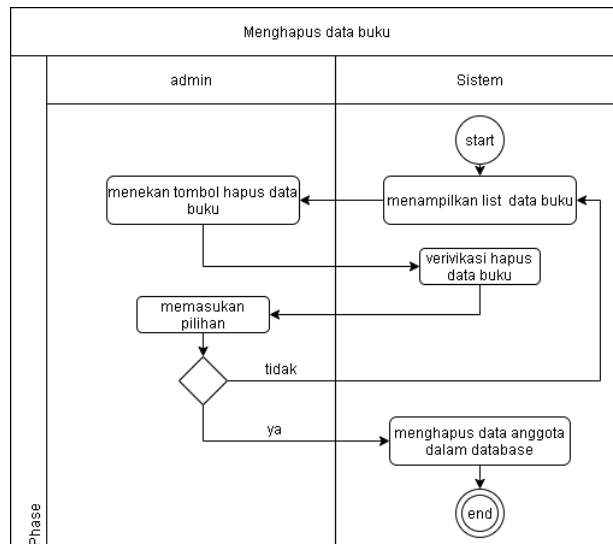 Menghapus data buku
admin
Sistem
start
menekan tombol hapus data
buku
menampilkan list data buku
verivikasi hapus
data buku
memasukan
pilihan
tidak
ya
menghapus data anggota
dalam database
end
Phase